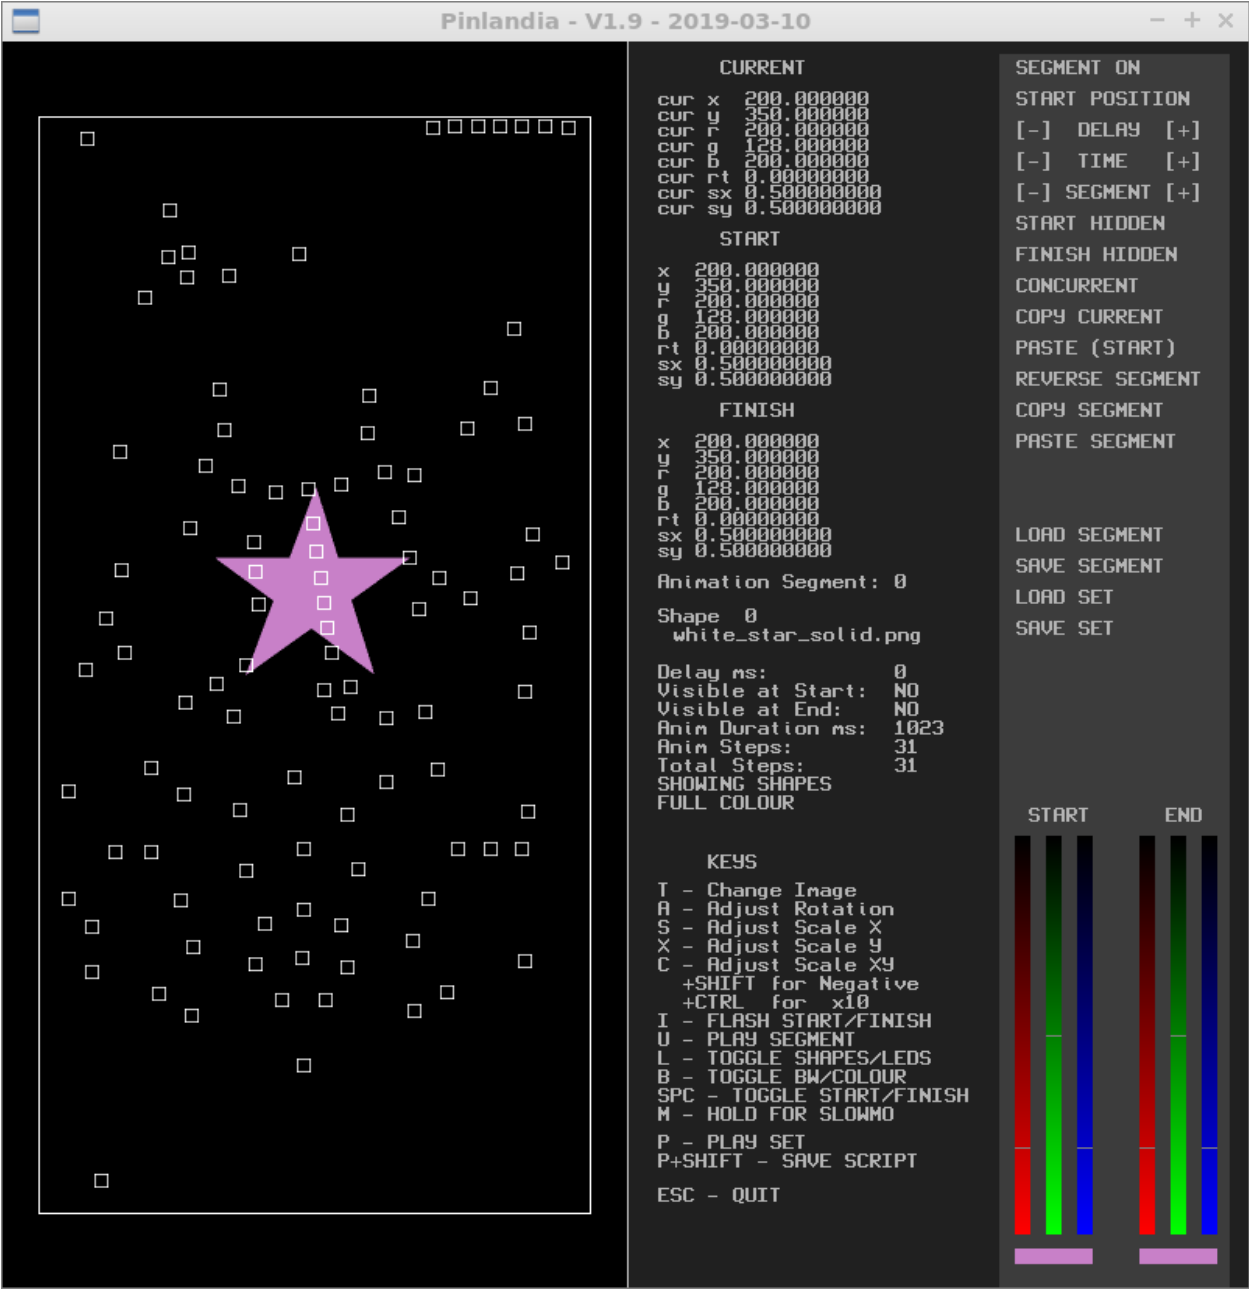 Pinlandia - V1.9 - 2019-03-10
CURRENT
cur x 200.000000
cur y 350.000000
cur r 200.000000
cur g 128.000000
cur b 200.000000
cur rt 0.00000000
cur sx 0.500000000
cur sy 0.500000000
START
x 200.000000
y 350.000000
r 200.000000
g 128.000000
b 200.000000
rt 0.00000000
sx 0.500000000
sy 0.500000000
FINISH
x 200.000000
y 350.000000
r 200.000000
g 128.000000
b 200.000000
rt 0.00000000
sx 0.500000000
sy 0.500000000
Animation Segment: 0
Shape 0
white_star_solid.png
Delay ms: 0
Visible at Start: NO
Visible at End: NO
Anim Duration ms: 1023
Anim Steps: 31
Total Steps: 31
SHOWING SHAPES
FULL COLOUR
KEYS
T - Change Image
A - Adjust Rotation
S - Adjust Scale X
X - Adjust Scale Y
C - Adjust Scale XY
+SHIFT for Negative
+CTRL for x10
I - FLASH START/FINISH
U - PLAY SEGMENT
L - TOGGLE SHAPES/LEDS
B - TOGGLE BW/COLOUR
SPC - TOGGLE START/FINISH
M - HOLD FOR SLOWMO
P - PLAY SET
P+SHIFT - SAVE SCRIPT
ESC - QUIT
SEGMENT ON
START POSITION
[-] DELAY [+]
[-] TIME [+]
[-] SEGMENT [+]
START HIDDEN
FINISH HIDDEN
CONCURRENT
COPY CURRENT
PASTE (START)
REVERSE SEGMENT
COPY SEGMENT
PASTE SEGMENT
LOAD SEGMENT
SAVE SEGMENT
LOAD SET
SAVE SET
START END